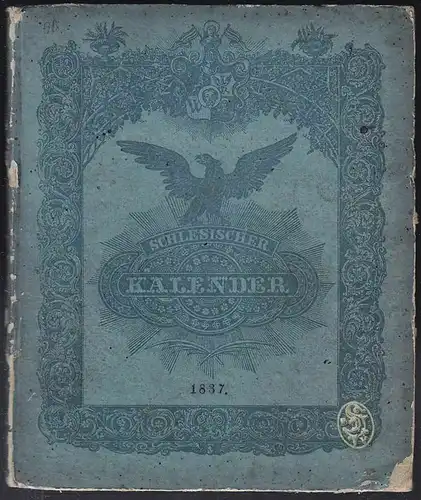 SCHLESISCHER
KALENDER.
1837.